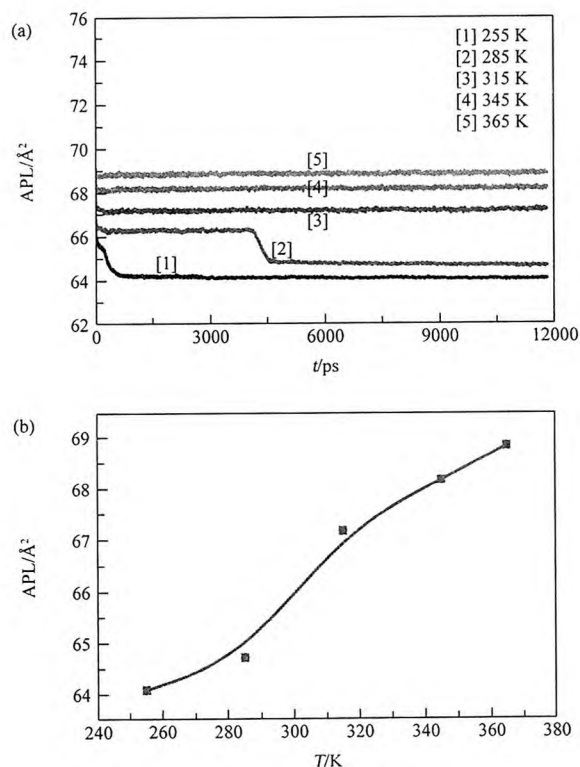 (a)
76
74
72
70
68
66
64
62
APL/Å²
[1] 255 K
[2] 285 K
[3] 315 K
[4] 345 K
[5] 365 K
[5]
[4]
[3]
[2]
[1]
0 3000 6000 9000 12000
t/ps
(b)
69
68
67
66
65
64
APL/Å²
240 260 280 300 320 340 360 380
T/K